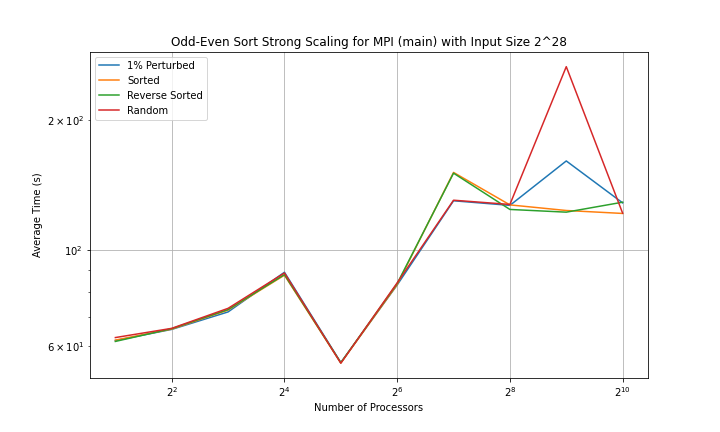 Odd-Even Sort Strong Scaling for MPI (main) with Input Size 2^28
1% Perturbed
Sorted
Reverse Sorted
Random
2 × 10²
10²
6 × 10¹
Average Time (s)
2² 2⁴ 2⁶ 2⁸ 2¹⁰
Number of Processors